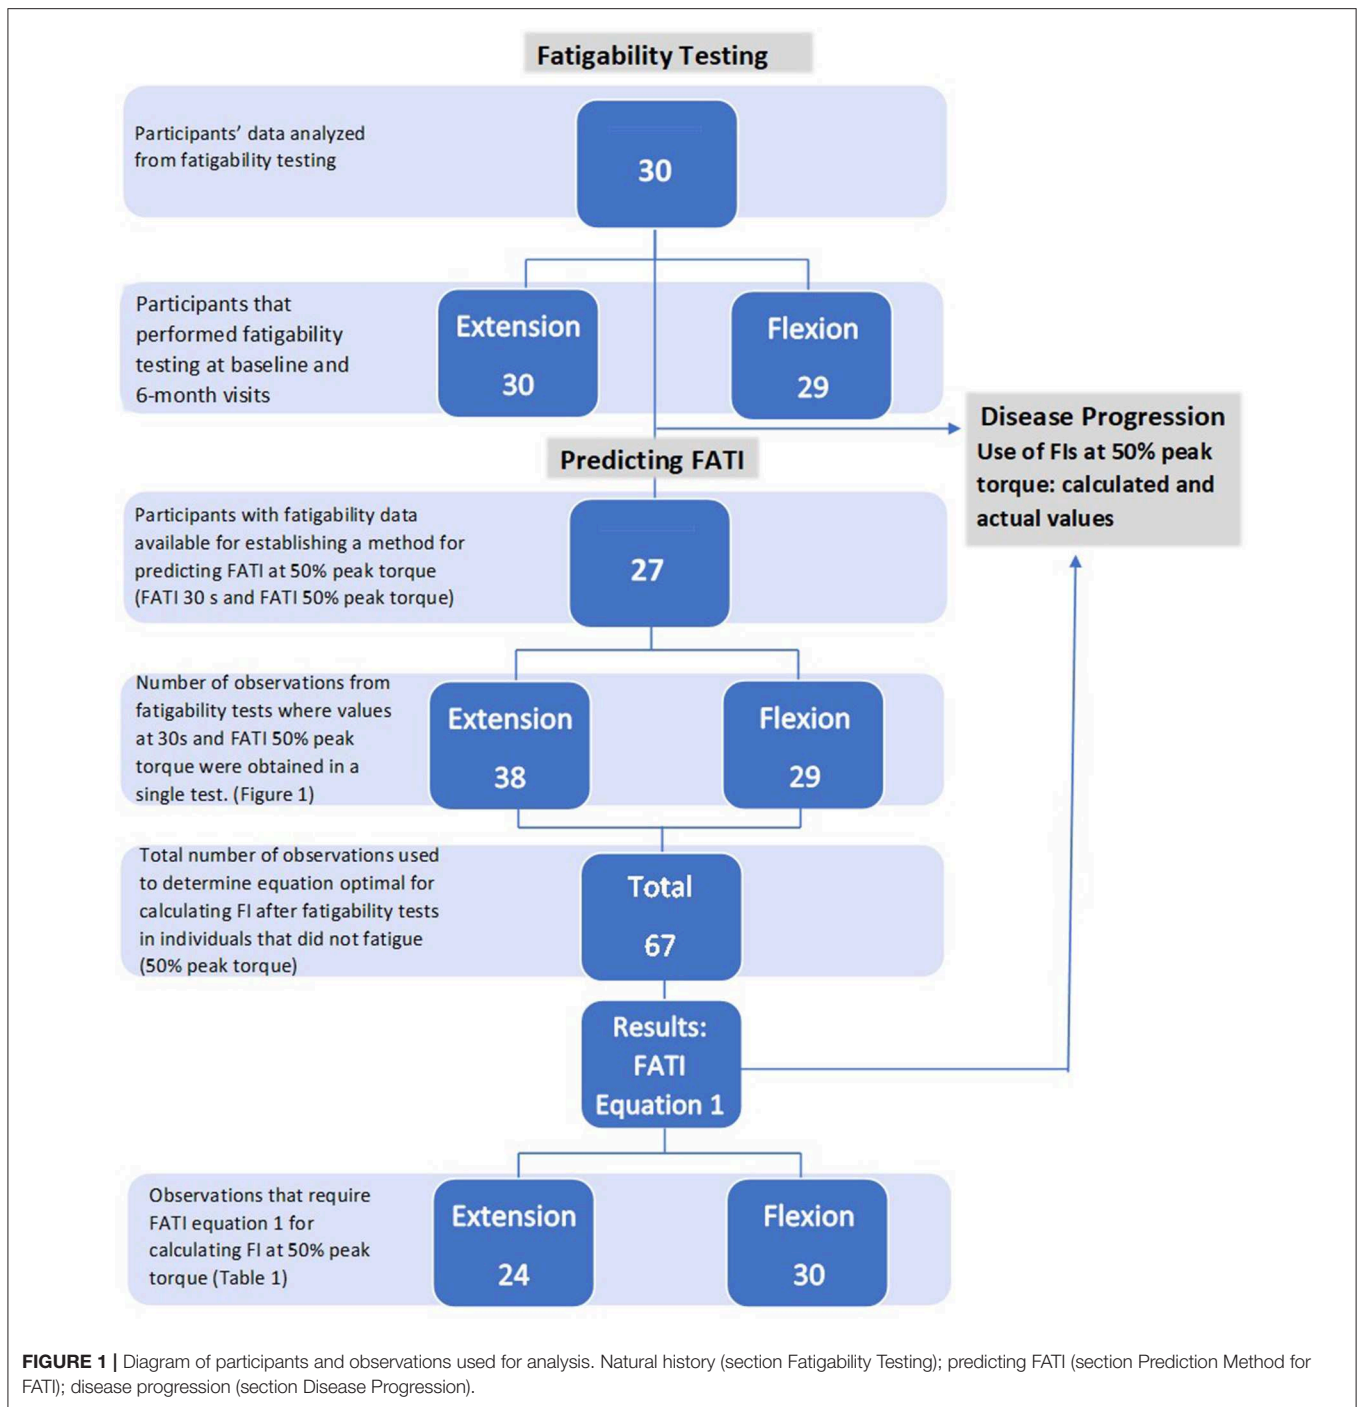 Fatigability Testing
Participants' data analyzed
from fatigability testing
30
Participants that
performed fatigability
testing at baseline and
6-month visits
Extension
30
Flexion
29
Disease Progression
Use of FIs at 50% peak
torque: calculated and
actual values
Predicting FATI
Participants with fatigability data
available for establishing a method for
predicting FATI at 50% peak torque
(FATI 30 s and FATI 50% peak torque)
27
Number of observations from
fatigability tests where values
at 30s and FATI 50% peak
torque were obtained in a
single test. (Figure 1)
Extension
38
Flexion
29
Total number of observations used
to determine equation optimal for
calculating FI after fatigability tests
in individuals that did not fatigue
(50% peak torque)
Total
67
Results:
FATI
Equation 1
Observations that require
FATI equation 1 for
calculating FI at 50% peak
torque (Table 1)
Extension
24
Flexion
30
FIGURE 1 | Diagram of participants and observations used for analysis. Natural history (section Fatigability Testing); predicting FATI (section Prediction Method for
FATI); disease progression (section Disease Progression).